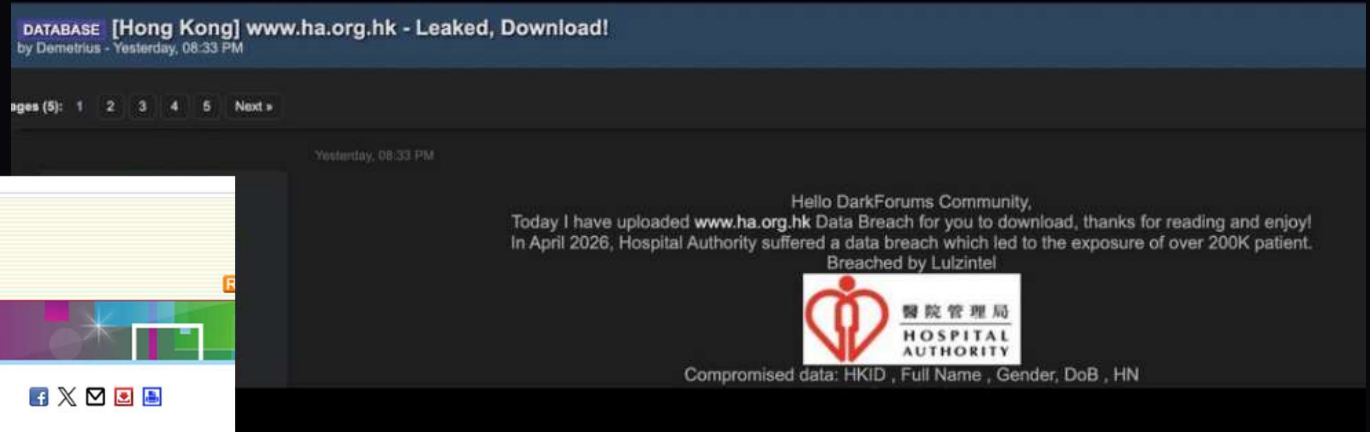 DATABASE [Hong Kong] www.ha.org.hk - Leaked, Download!
by Demetrius - Yesterday, 08:33 PM
ages (5): 1 2 3 4 5 Next »
Yesterday, 08:33 PM
Hello DarkForums Community,
Today I have uploaded www.ha.org.hk Data Breach for you to download, thanks for reading and enjoy!
In April 2026, Hospital Authority suffered a data breach which led to the exposure of over 200K patient.
Breached by Lulzintel
醫院管理局
HOSPITAL
AUTHORITY
Compromised data: HKID , Full Name , Gender, DoB , HN
R